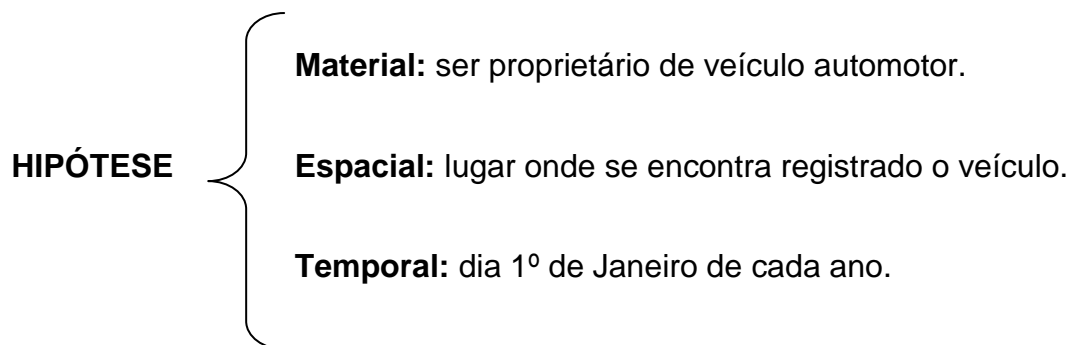 Material: ser proprietário de veículo automotor.
HIPÓTESE
Espacial: lugar onde se encontra registrado o veículo.
Temporal: dia 1º de Janeiro de cada ano.